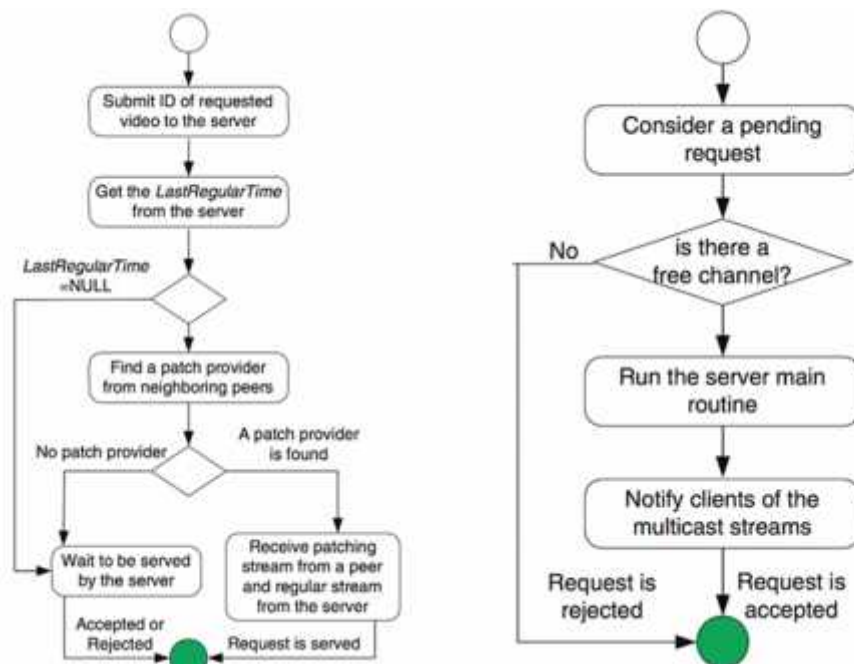 Submit ID of requested
video to the server
Get the LastRegularTime
from the server
LastRegularTime
=NULL
Find a patch provider
from neighboring peers
No patch provider
A patch provider
is found
Wait to be served
by the server
Receive patching
stream from a peer
and regular stream
from the server
Accepted or
Rejected
Request is served
Consider a pending
request
is there a
free channel?
No
Run the server main
routine
Notify clients of the
multicast streams
Request is
rejected
Request is
accepted